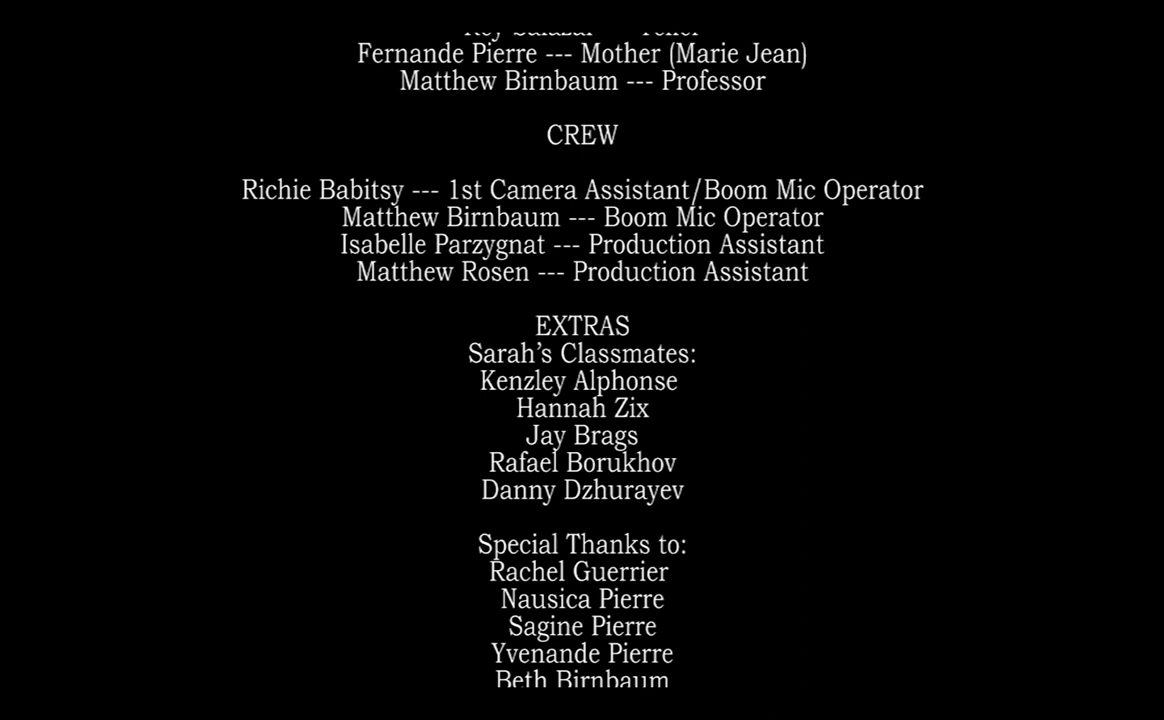 Fernande Pierre --- Mother (Marie Jean)
Matthew Birnbaum --- Professor
CREW
Richie Babitsy --- 1st Camera Assistant/Boom Mic Operator
Matthew Birnbaum --- Boom Mic Operator
Isabelle Parzygnat --- Production Assistant
Matthew Rosen --- Production Assistant
EXTRAS
Sarah’s Classmates:
Kenzley Alphonse
Hannah Zix
Jay Brags
Rafael Borukhov
Danny Dzhurayev
Special Thanks to:
Rachel Guerrier
Nausica Pierre
Sagine Pierre
Yvenande Pierre
Beth Birnbaum